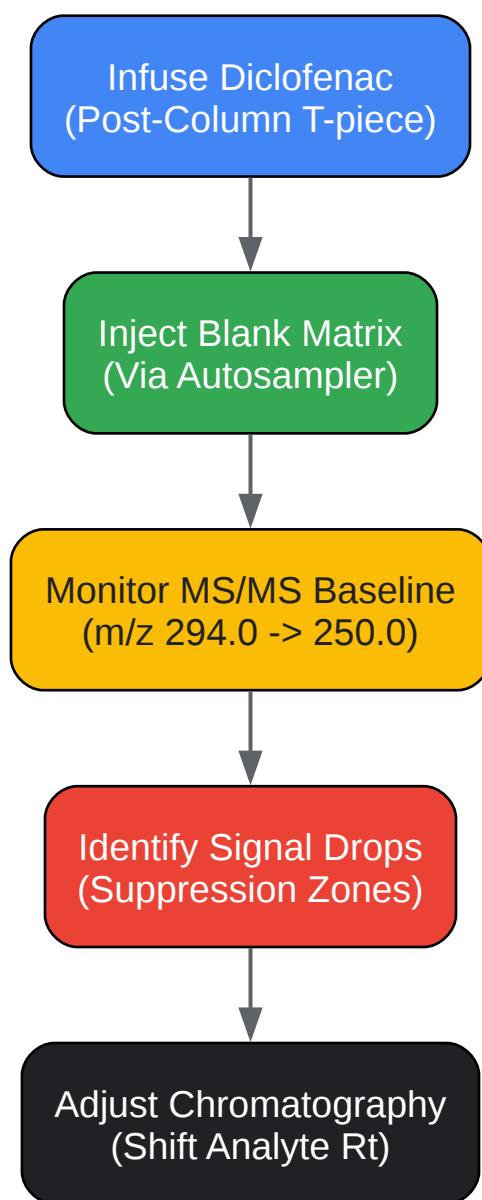 Infuse Diclofenac
(Post-Column T-piece)
Inject Blank Matrix
(Via Autosampler)
Monitor MS/MS Baseline
(m/z 294.0 -> 250.0)
Identify Signal Drops
(Suppression Zones)
Adjust Chromatography
(Shift Analyte Rt)